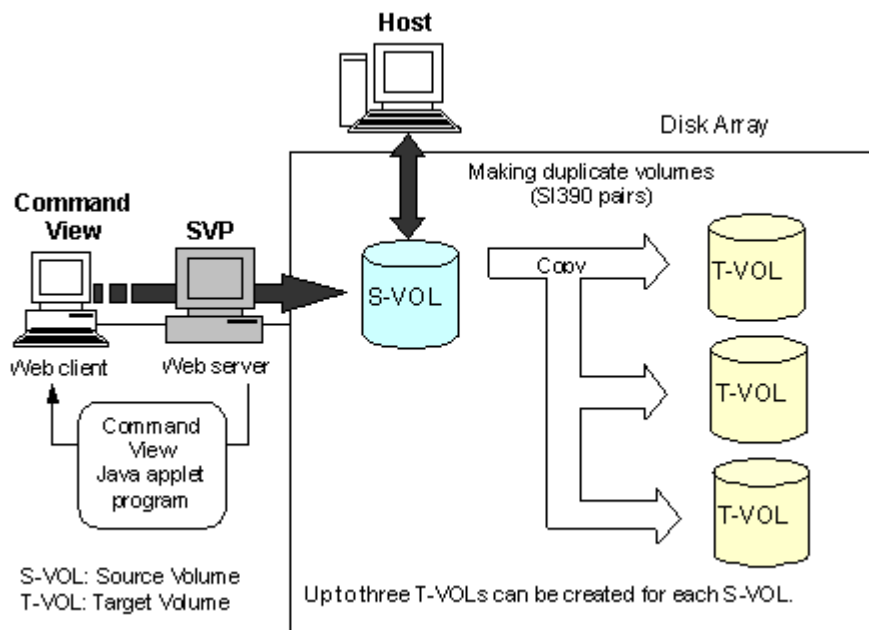 Host
Disk Array
Making duplicate volumes
(SI390 pairs)
Command
View
SVP
S-VOL
Copy
T-VOL
T-VOL
T-VOL
Web client
Web server
Command
View
Java applet
program
S-VOL: Source Volume
T-VOL: Target Volume
Up to three T-VOLs can be created for each S-VOL.